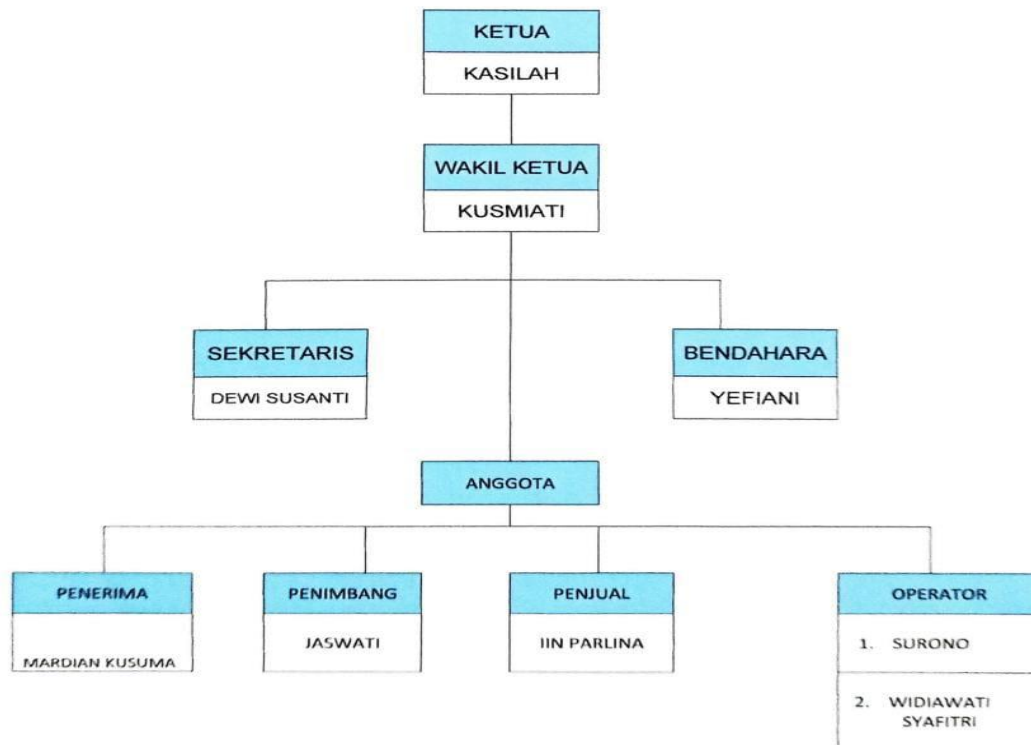 KETUA
KASILAH
WAKIL KETUA
KUSMIATI
SEKRETARIS
DEWI SUSANTI
BENDAHARA
YEFIANI
ANGGOTA
PENERIMA
MARDIAN KUSUMA
PENIMBANG
JASWATI
PENJUAL
IIN PARLINA
OPERATOR
1. SURONO
2. WIDIAWATI
SYAFITRI